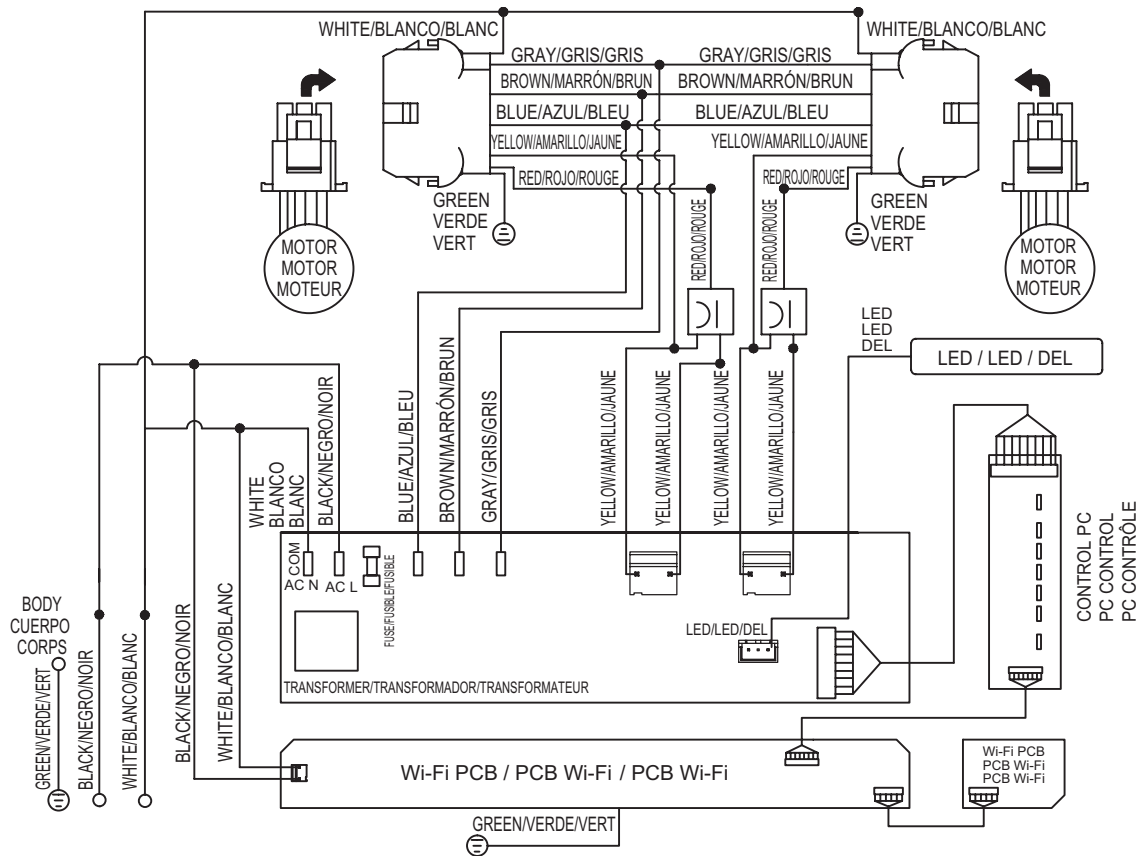 WHITE/BLANCO/BLANC
WHITE/BLANCO/BLANC
GRAY/GRIS/GRIS
GRAY/GRIS/GRIS
BROWN/MARRÓN/BRUN
BROWN/MARRÓN/BRUN
BLUE/AZUL/BLEU
BLUE/AZUL/BLEU
YELLOW/AMARILLO/JAUNE
YELLOW/AMARILLO/JAUNE
RED/ROJO/ROUGE
RED/ROJO/ROUGE
GREEN
VERDE
VERT
GREEN
VERDE
VERT
MOTOR
MOTOR
MOTEUR
MOTOR
MOTOR
MOTEUR
RED/ROJO/ROUGE
RED/ROJO/ROUGE
LED
LED
DEL
LED / LED / DEL
WHITE
BLANCO
BLANC
BLACK/NEGRO/NOIR
BLUE/AZUL/BLEU
BROWN/MARRÓN/BRUN
GRAY/GRIS/GRIS
YELLOW/AMARILLO/JAUNE
YELLOW/AMARILLO/JAUNE
YELLOW/AMARILLO/JAUNE
YELLOW/AMARILLO/JAUNE
COM
AC N
AC L
FUSE/FUSIBLE/FUSIBLE
LED/LED/DEL
TRANSFORMER/TRANSFORMADOR/TRANSFORMATEUR
CONTROL PC
PC CONTROL
PC CONTRÔLE
BODY
CUERPO
CORPS
GREEN/VERDE/VERT
BLACK/NEGRO/NOIR
WHITE/BLANCO/BLANC
BLACK/NEGRO/NOIR
WHITE/BLANCO/BLANC
Wi-Fi PCB / PCB Wi-Fi / PCB Wi-Fi
Wi-Fi PCB
PCB Wi-Fi
PCB Wi-Fi
GREEN/VERDE/VERT